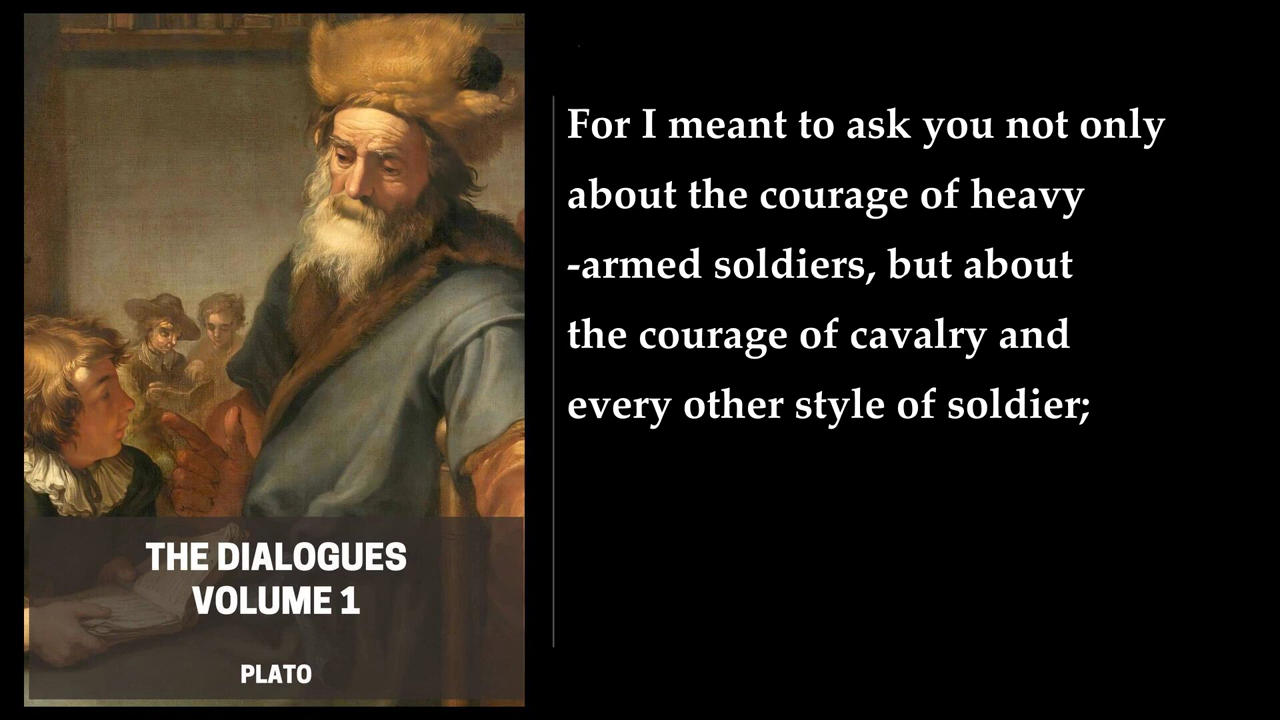 For I meant to ask you not only
about the courage of heavy
-armed soldiers, but about
the courage of cavalry and
every other style of soldier;
THE DIALOGUES
VOLUME 1
PLATO